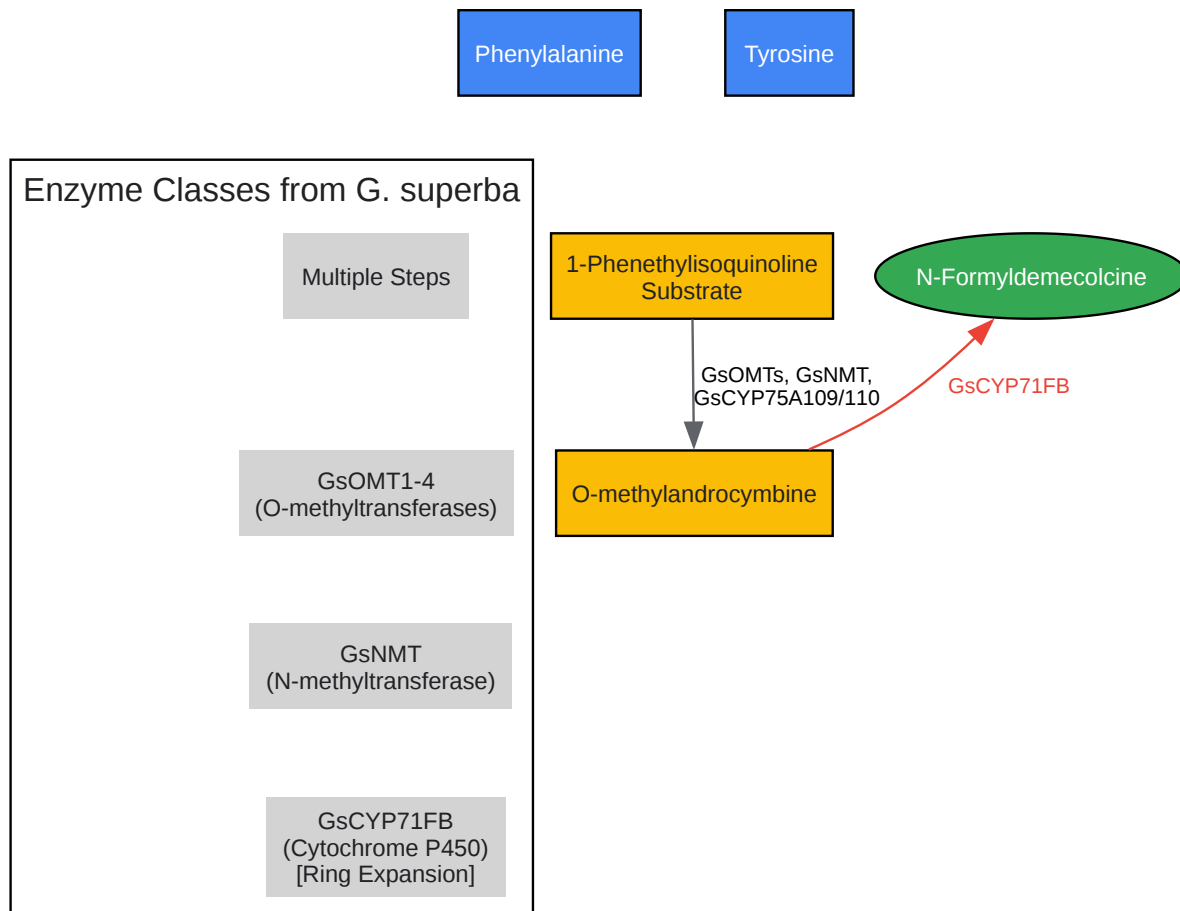 Phenylalanine
Tyrosine
Enzyme Classes from G. superba
Multiple Steps
1-Phenethylisoquinoline
Substrate
N-Formyldemecolcine
GsOMTs, GsNMT,
GsCYP75A109/110
GsCYP71FB
GsOMT1-4
(O-methyltransferases)
O-methylandrocymbine
GsNMT
(N-methyltransferase)
GsCYP71FB
(Cytochrome P450)
[Ring Expansion]